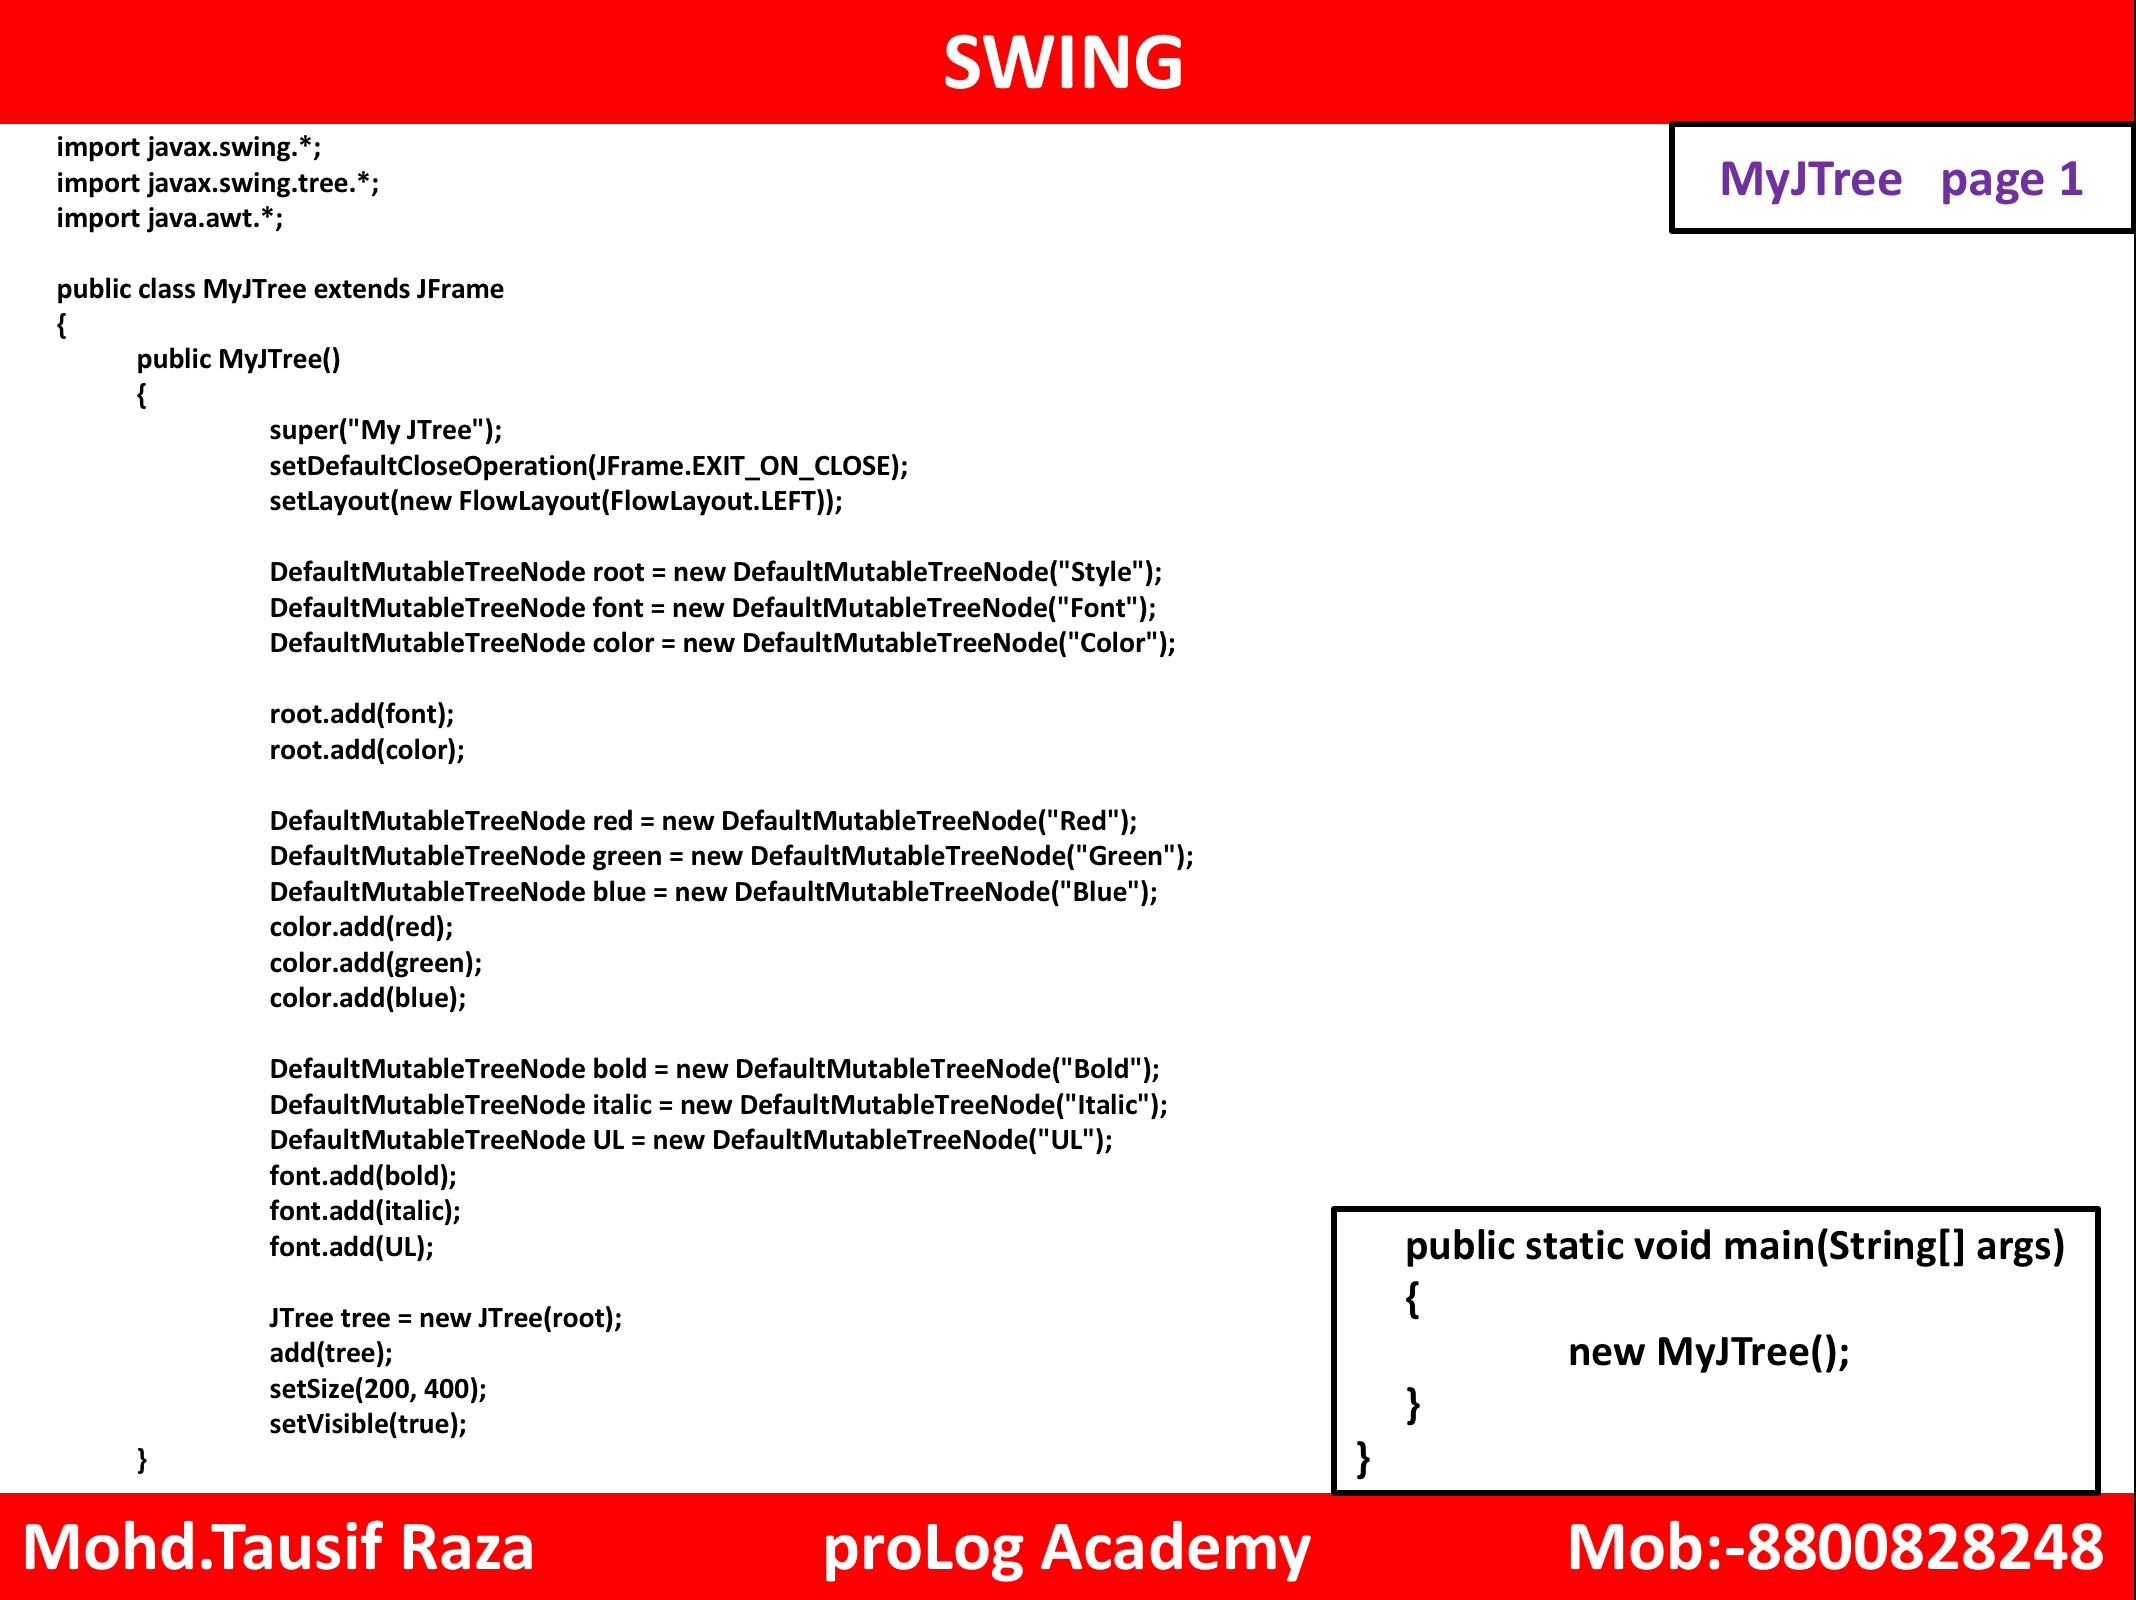 SWING
MyJTree page 1
import javax.swing.*;
import javax.swing.tree.*;
import java.awt.*;
public class MyJTree extends JFrame
{
public MyJTree()
{
super("My JTree");
setDefaultCloseOperation(JFrame.EXIT_ON_CLOSE);
setLayout(new FlowLayout(FlowLayout.LEFT));
DefaultMutableTreeNode root = new DefaultMutableTreeNode("Style");
DefaultMutableTreeNode font = new DefaultMutableTreeNode("Font");
DefaultMutableTreeNode color = new DefaultMutableTreeNode("Color");
root.add(font);
root.add(color);
DefaultMutableTreeNode red = new DefaultMutableTreeNode("Red");
DefaultMutableTreeNode green = new DefaultMutableTreeNode("Green");
DefaultMutableTreeNode blue = new DefaultMutableTreeNode("Blue");
color.add(red);
color.add(green);
color.add(blue);
DefaultMutableTreeNode bold = new DefaultMutableTreeNode("Bold");
DefaultMutableTreeNode italic = new DefaultMutableTreeNode("Italic");
DefaultMutableTreeNode UL = new DefaultMutableTreeNode("UL");
font.add(bold);
font.add(italic);
font.add(UL);
JTree tree = new JTree(root);
add(tree);
setSize(200, 400);
setVisible(true);
}
public static void main(String[] args)
{
new MyJTree();
}
}
Mohd.Tausif Raza proLog Academy Mob:-8800828248